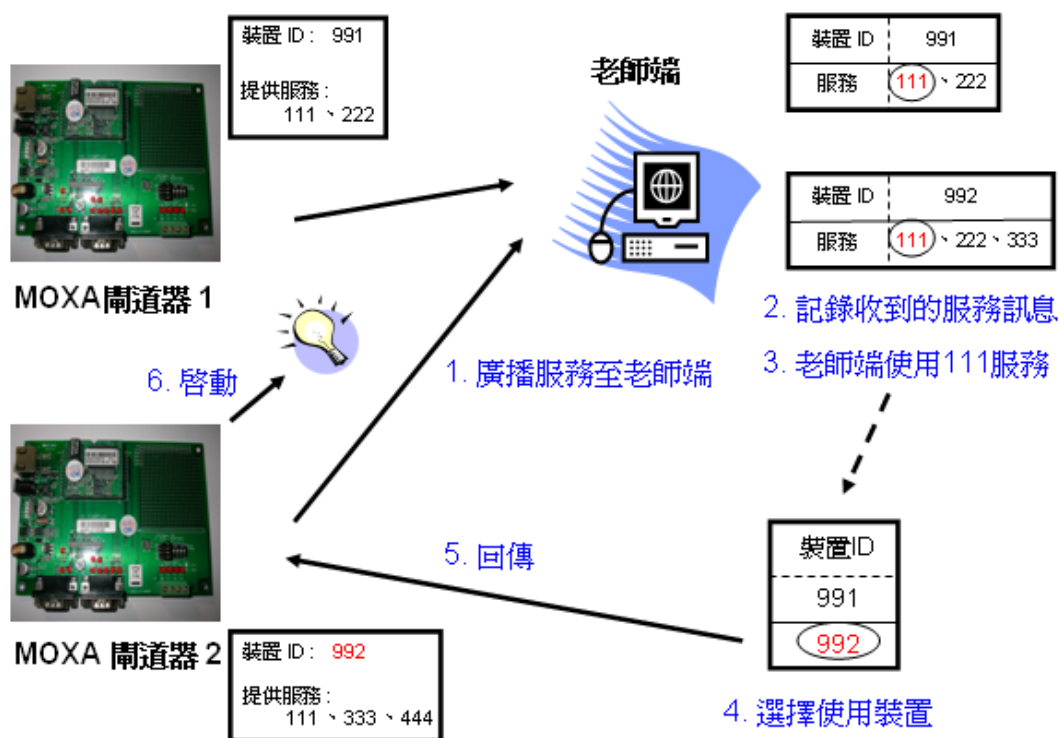 裝置 ID : 991
提供服務 :
111、222
老師端
裝置 ID 991
服務 111、222
裝置 ID 992
服務 111、222、333
MOXA閘道器 1
2. 記錄收到的服務訊息
3. 老師端使用111服務
6. 啓動
1. 廣播服務至老師端
5. 回傳
裝置ID
991
992
MOXA 閘道器 2
裝置 ID : 992
提供服務 :
111、333、444
4. 選擇使用裝置